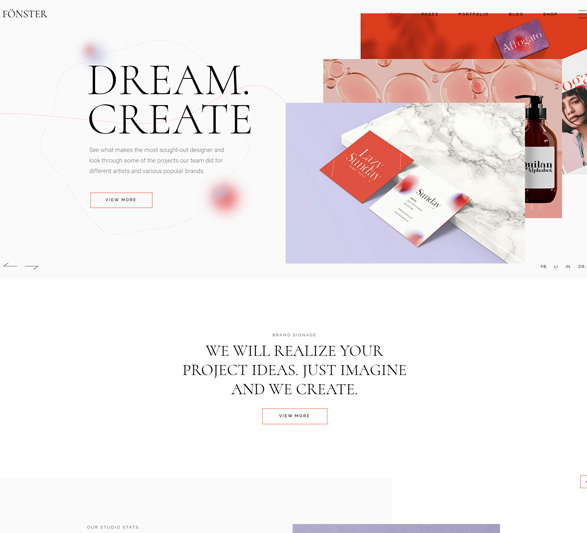 FÖNSTER
PAGES PORTFOLIO BLOG SHOP
Affogato
DREAM.
CREATE
See what makes the most sought-out designer and
look through some of the projects our team did for
different artists and various popular brands.
VIEW MORE
Lazy
Sunday
Sunday
Quilan
Alphabet
FB LI IN DR
BRAND SIGNAGE
WE WILL REALIZE YOUR
PROJECT IDEAS. JUST IMAGINE
AND WE CREATE.
VIEW MORE
OUR STUDIO STATS